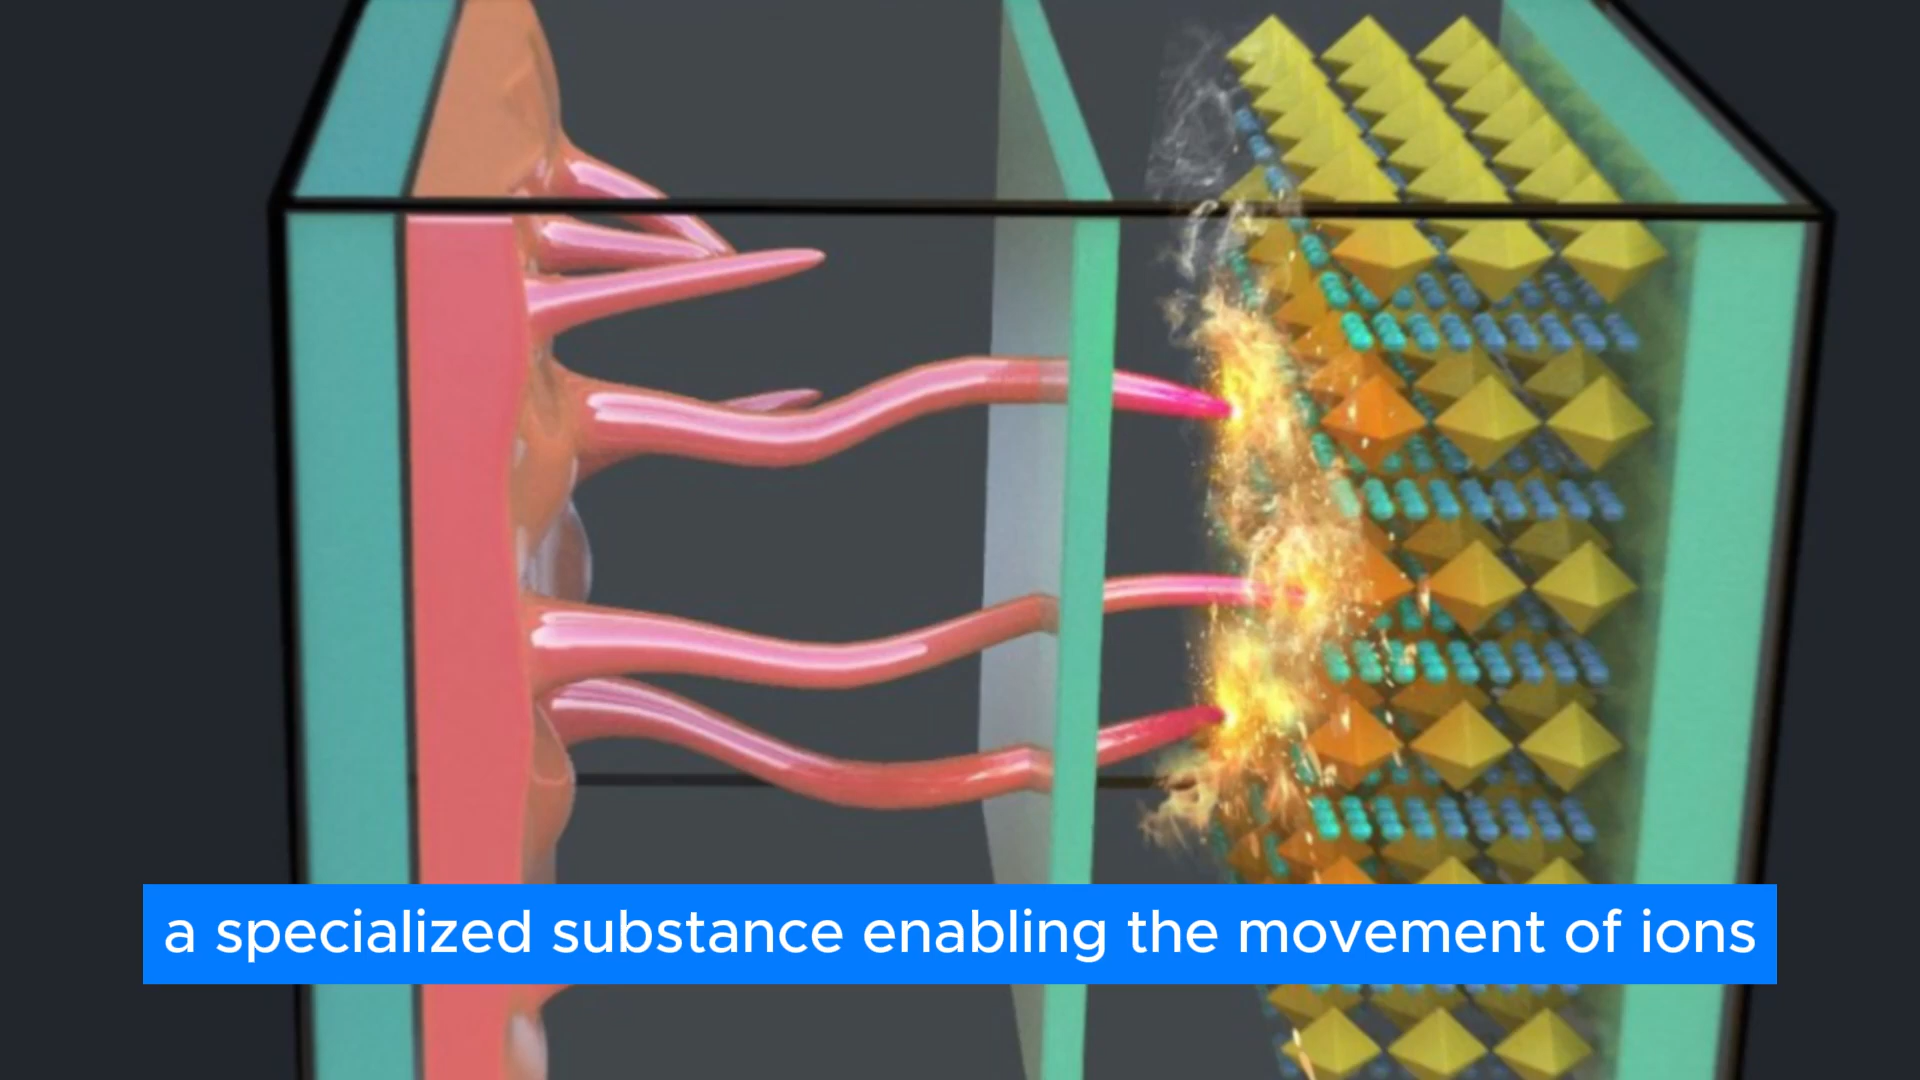 a specialized substance enabling the movement of ions